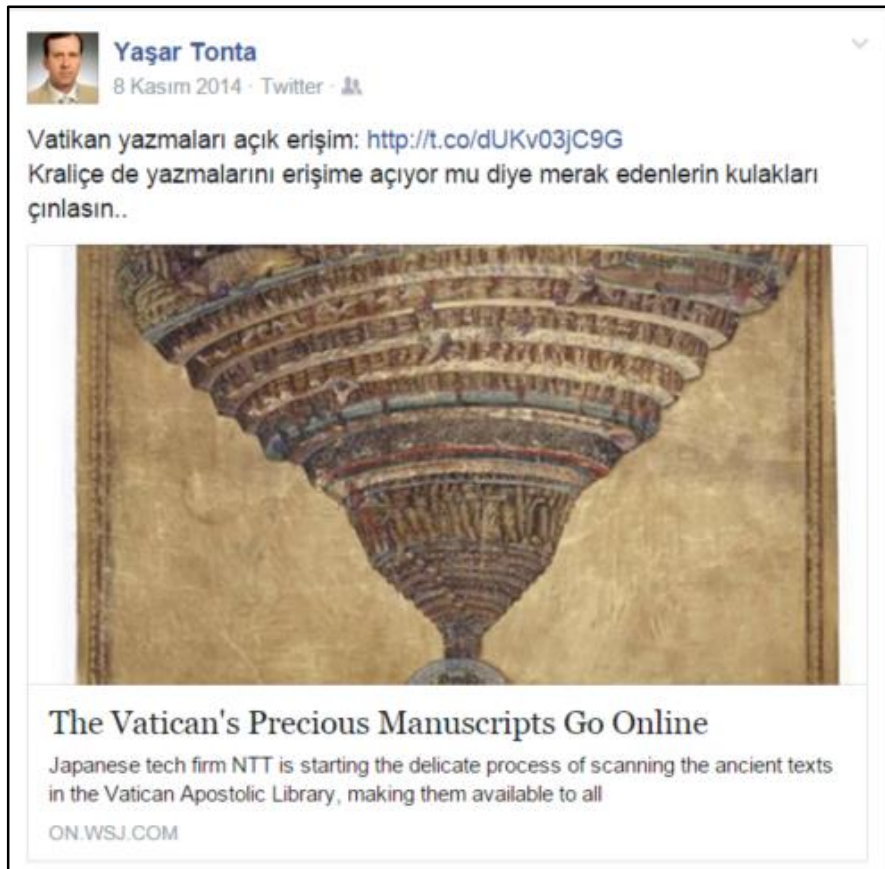 Yaşar Tonta
8 Kasım 2014 · Twitter ·
Vatikan yazmaları açık erişim: http://t.co/dUKv03jC9G
Kraliçe de yazmalarını erişime açıyor mu diye merak edenlerin kulakları
çınlasın..
The Vatican's Precious Manuscripts Go Online
Japanese tech firm NTT is starting the delicate process of scanning the ancient texts
in the Vatican Apostolic Library, making them available to all
ON.WSJ.COM